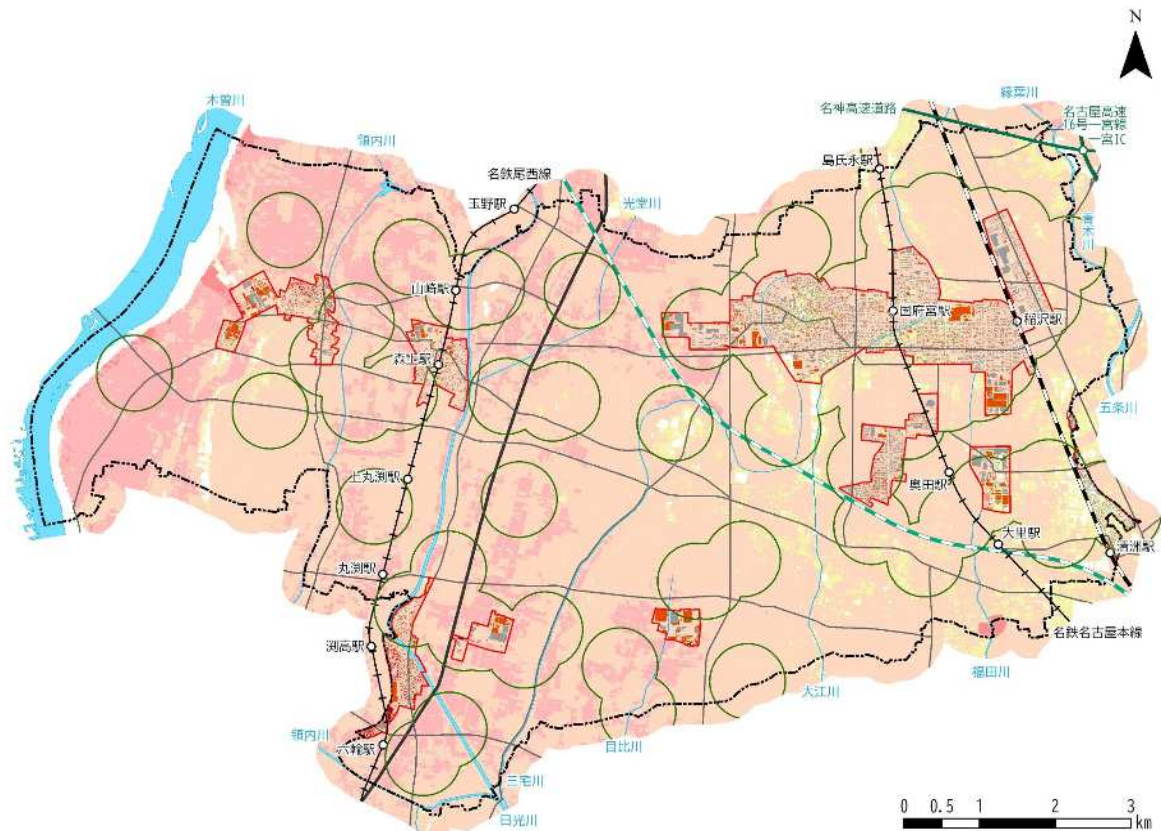 N
木曽川
領内川
名鉄尾西線
玉野駅
光堂川
名神高速道路
縁葉川
名古屋高速
16号一宮線
一宮IC
島氏永駅
青木川
山崎駅
国府宮駅
稲沢駅
森上駅
五条川
上丸渕駅
奥田駅
大里駅
清洲駅
丸渕駅
渕高駅
名鉄名古屋本線
福田川
大江川
領内川
六輪駅
目比川
三宅川
日光川
0 0.5 1 2 3
km